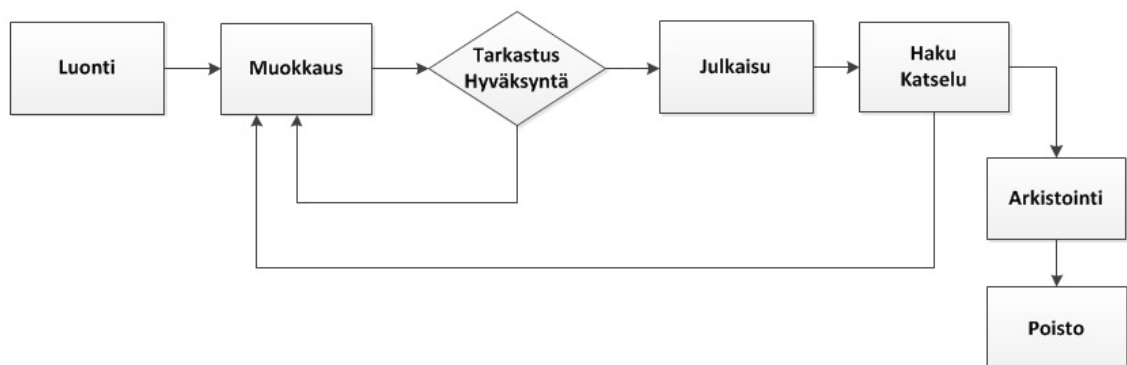 Luonti
Muokkaus
Tarkastus
Hyväksyntä
Julkaisu
Haku
Katselu
Arkistointi
Poisto